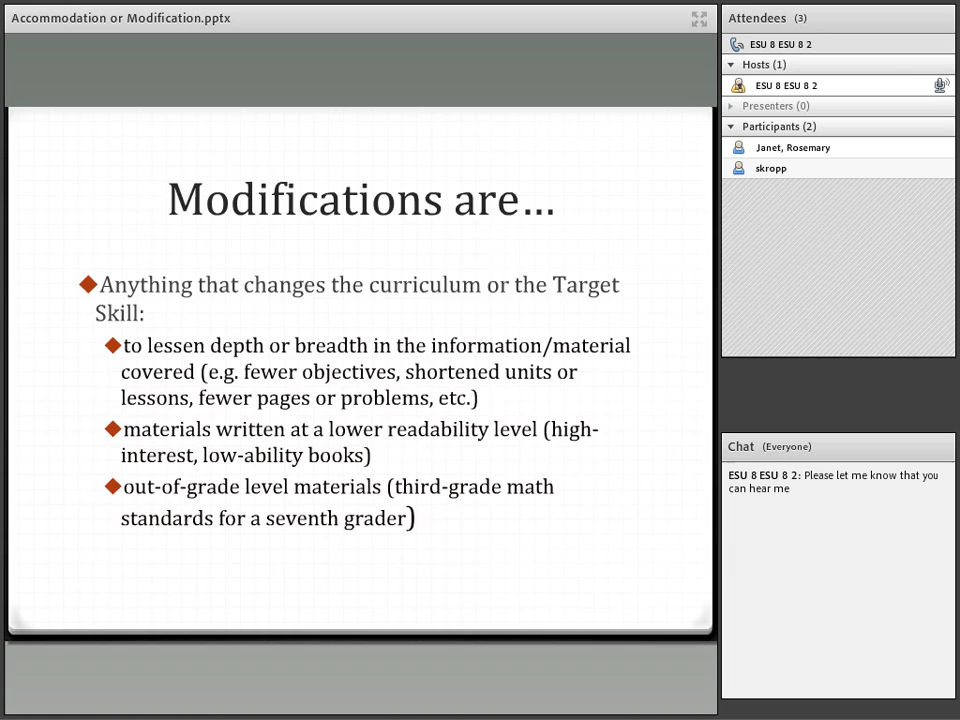 Accommodation or Modification.pptx
Modifications are...
Anything that changes the curriculum or the Target
Skill:
to lessen depth or breadth in the information/material
covered (e.g. fewer objectives, shortened units or
lessons, fewer pages or problems, etc.)
materials written at a lower readability level (high-
interest, low-ability books)
out-of-grade level materials (third-grade math
standards for a seventh grader)
Attendees (3)
ESU 8 ESU 8 2
Hosts (1)
ESU 8 ESU 8 2
Presenters (0)
Participants (2)
Janet, Rosemary
skropp
Chat (Everyone)
ESU 8 ESU 8 2: Please let me know that you
can hear me